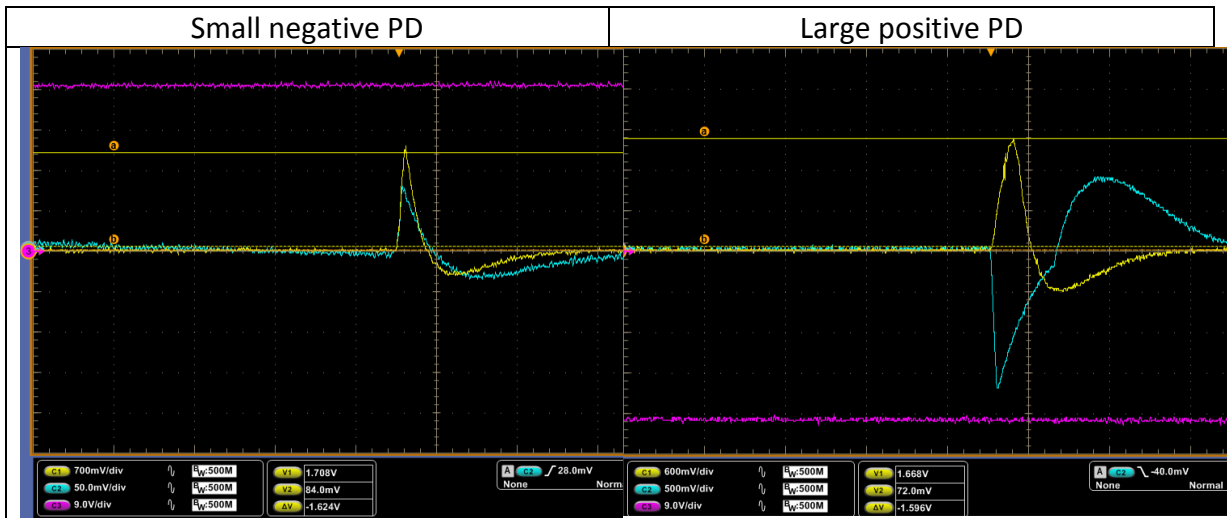 Small negative PD
Large positive PD
a
b
a
b
C1 700mV/div BW:500M
C2 50.0mV/div BW:500M
C3 9.0V/div BW:500M
V1 1.708V
V2 84.0mV
ΔV -1.624V
A C2 28.0mV
None Norm
C1 600mV/div BW:500M
C2 500mV/div BW:500M
C3 9.0V/div BW:500M
V1 1.668V
V2 72.0mV
ΔV -1.596V
A C2 -40.0mV
None Normal